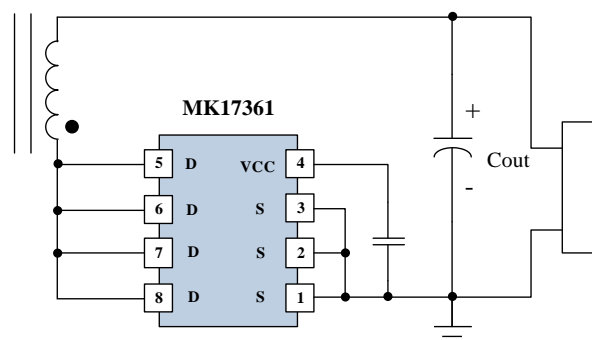 MK17361
5 D VCC 4
6 D S 3
7 D S 2
8 D S 1
+
Cout
-